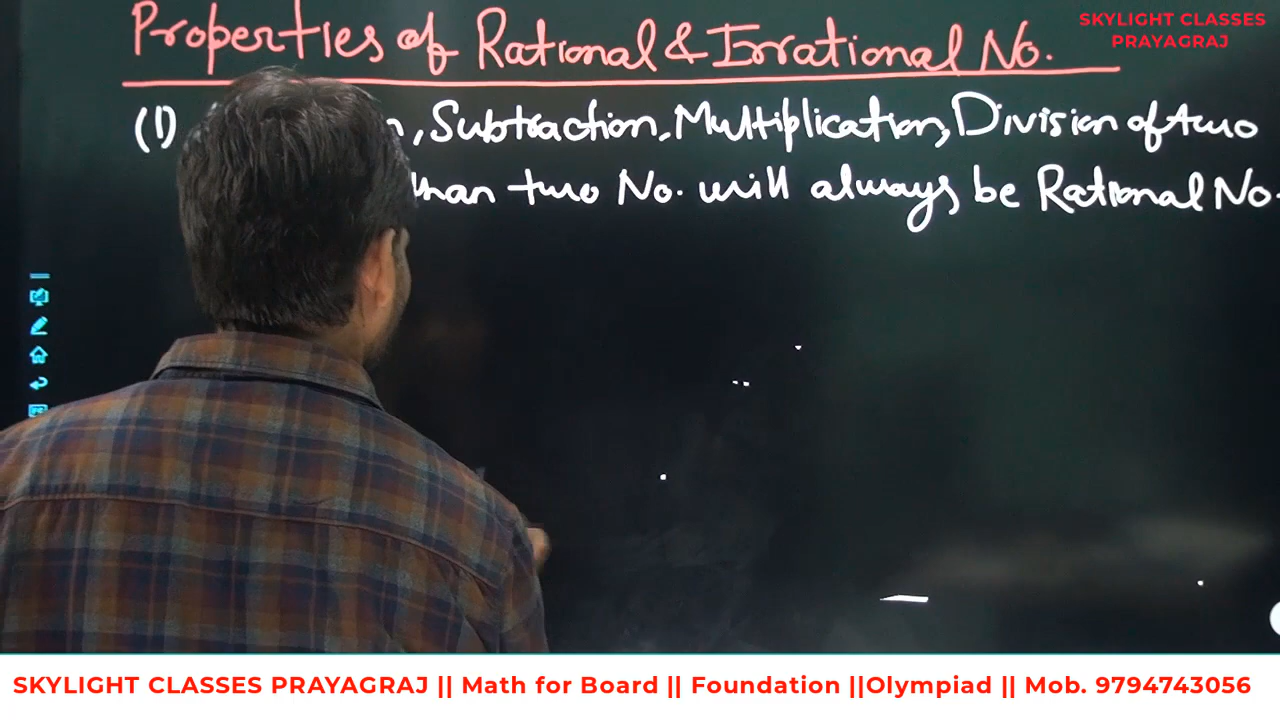 Properties of Rational & Irrational No.
SKYLIGHT CLASSES
PRAYAGRAJ
(1) , Subtraction, Multiplication, Division of two
than two No. will always be Rational No.
SKYLIGHT CLASSES PRAYAGRAJ || Math for Board || Foundation ||Olympiad || Mob. 9794743056